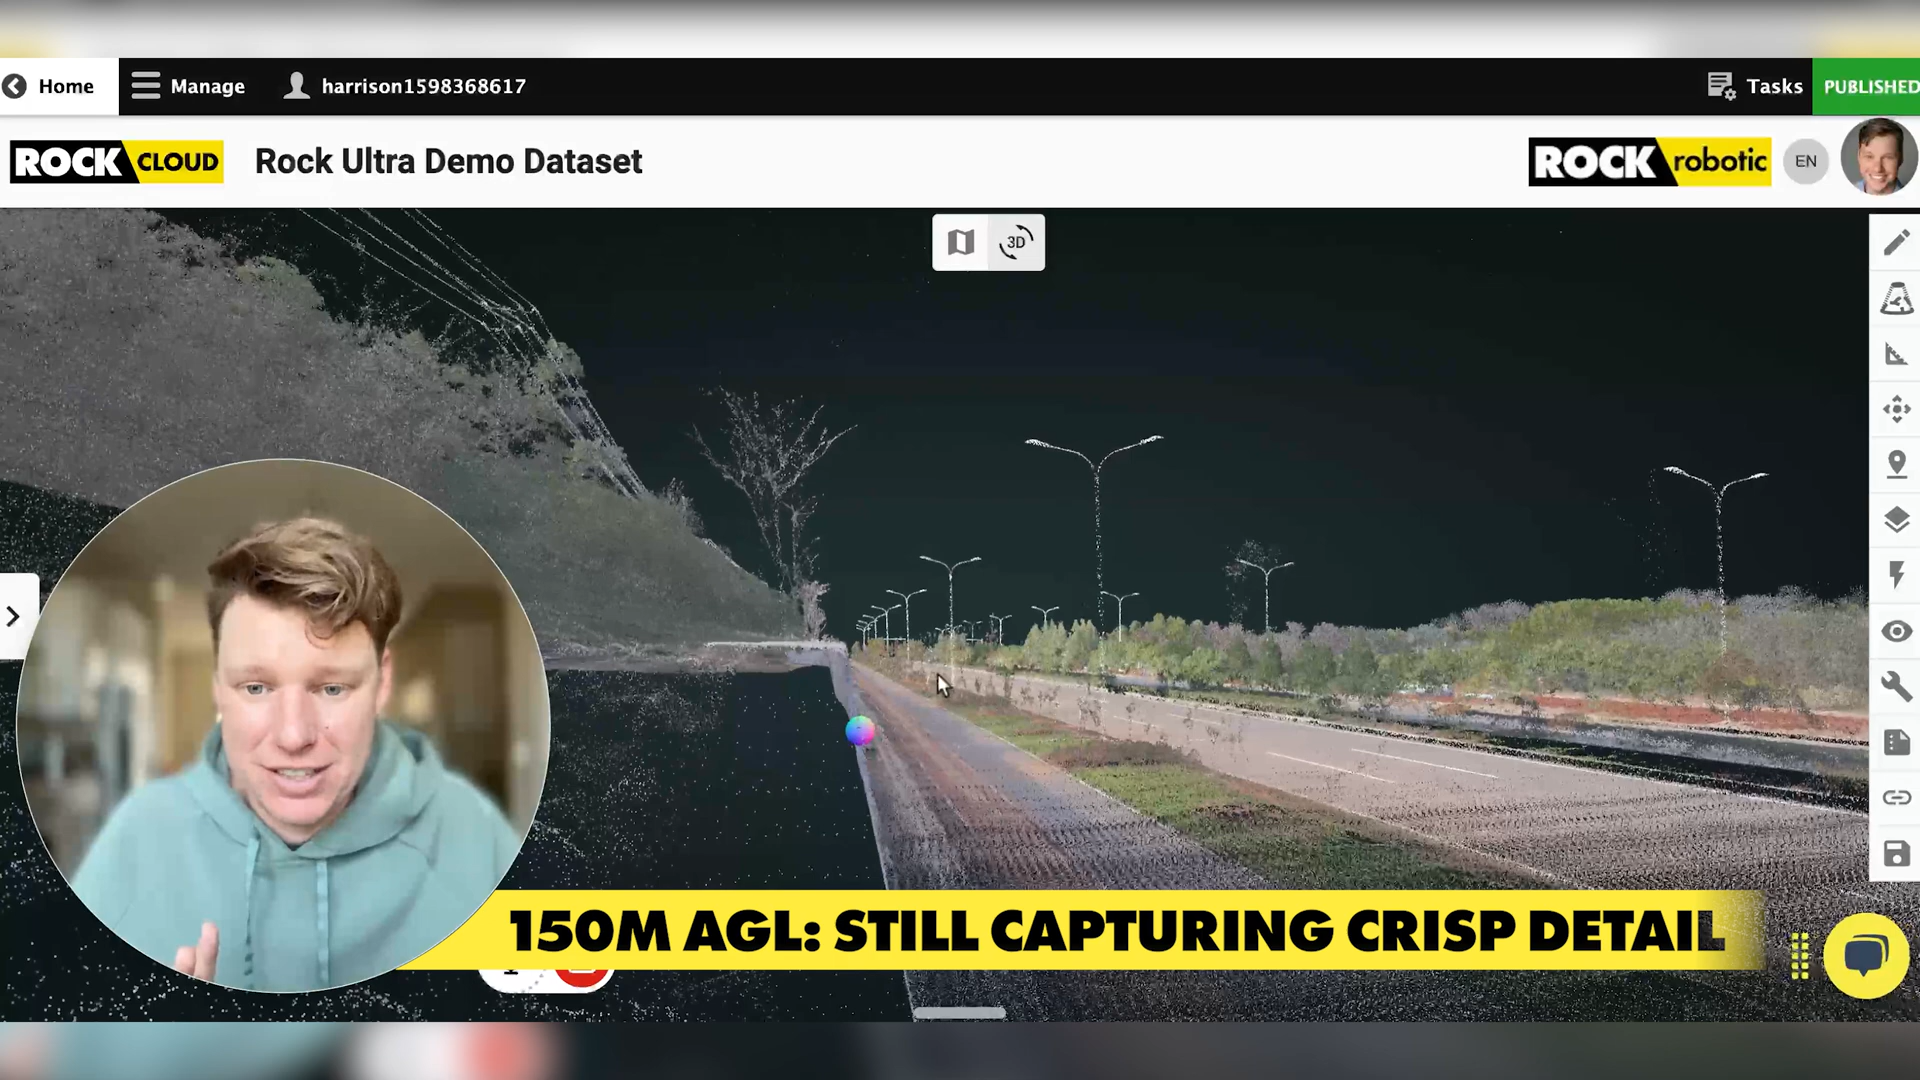 Home
Manage
harrison1598368617
Tasks
PUBLISHED
ROCK CLOUD
Rock Ultra Demo Dataset
ROCK robotic
EN
3D
150M AGL: STILL CAPTURING CRISP DETAIL